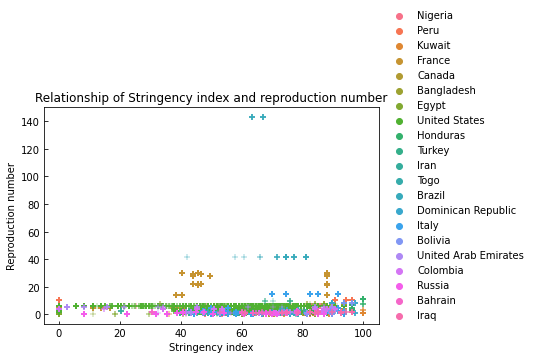 Relationship of Stringency index and reproduction number
Reproduction number
140
120
100
80
60
40
20
0
0 20 40 60 80 100
Stringency index
Nigeria
Peru
Kuwait
France
Canada
Bangladesh
Egypt
United States
Honduras
Turkey
Iran
Togo
Brazil
Dominican Republic
Italy
Bolivia
United Arab Emirates
Colombia
Russia
Bahrain
Iraq